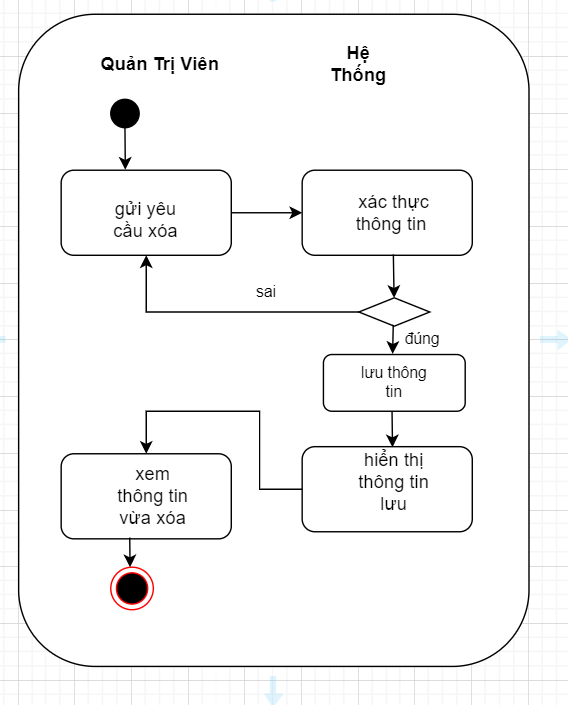 Quản Trị Viên
Hệ
Thống
gửi yêu
cầu xóa
xác thực
thông tin
sai
đúng
lưu thông
tin
hiển thị
thông tin
lưu
xem
thông tin
vừa xóa